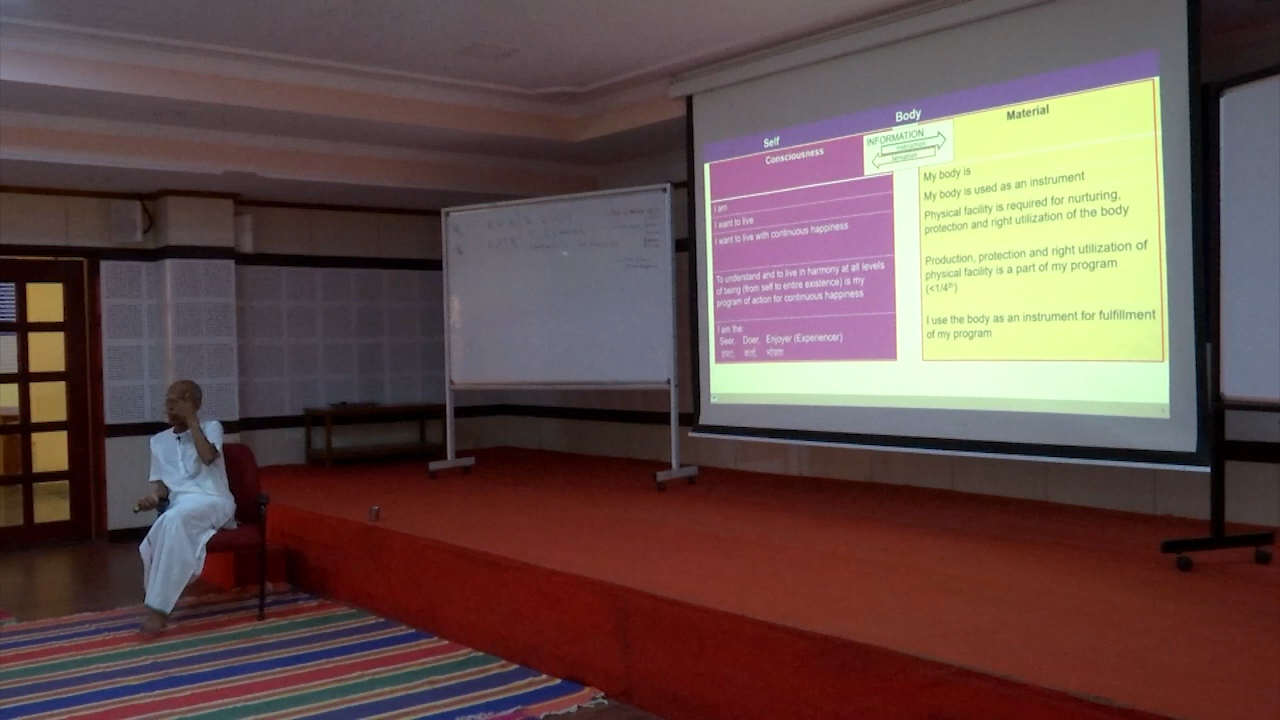 Self
Body
Material
Consciousness
INFORMATION
Instruction
Sensation
I am
I want to live
I want to live with continuous happiness
To understand and to live in harmony at all levels
of being (from self to entire existence) is my
program of action for continuous happiness
I am the:
Seer, Doer, Enjoyer (Experiencer)
द्रष्टा, कर्ता, भोक्ता
My body is
My body is used as an instrument
Physical facility is required for nurturing,
protection and right utilization of the body
Production, protection and right utilization of
physical facility is a part of my program
(<1/4th)
I use the body as an instrument for fulfillment
of my program